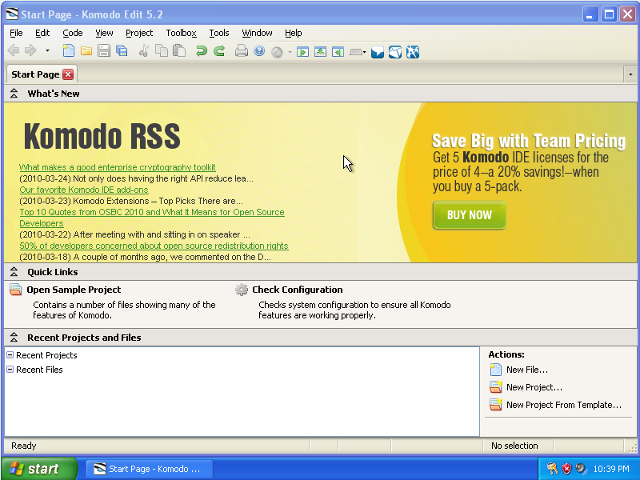 Start Page - Komodo Edit 5.2
File Edit Code View Project Toolbox Tools Window Help
Start Page
What's New
Komodo RSS
What makes a good enterprise cryptography toolkit
(2010-03-24) Not only does having the right API reduce lea...
Our favorite Komodo IDE add-ons
(2010-03-23) Komodo Extensions -- Top Picks There are...
Top 10 Quotes from OSBC 2010 and What It Means for Open Source
Developers
(2010-03-22) After meeting with and sitting in on speaker ...
50% of developers concerned about open source redistribution rights
(2010-03-18) A couple of months ago, we commented on the D...
Save Big with Team Pricing
Get 5 Komodo IDE licenses for the
price of 4–a 20% savings!–when
you buy a 5-pack.
BUY NOW
Quick Links
Open Sample Project
Contains a number of files showing many of the
features of Komodo.
Check Configuration
Checks system configuration to ensure all Komodo
features are working properly.
Recent Projects and Files
Recent Projects
Recent Files
Actions:
New File...
New Project...
New Project From Template...
Ready
No selection
start
Start Page - Komodo ...
10:39 PM